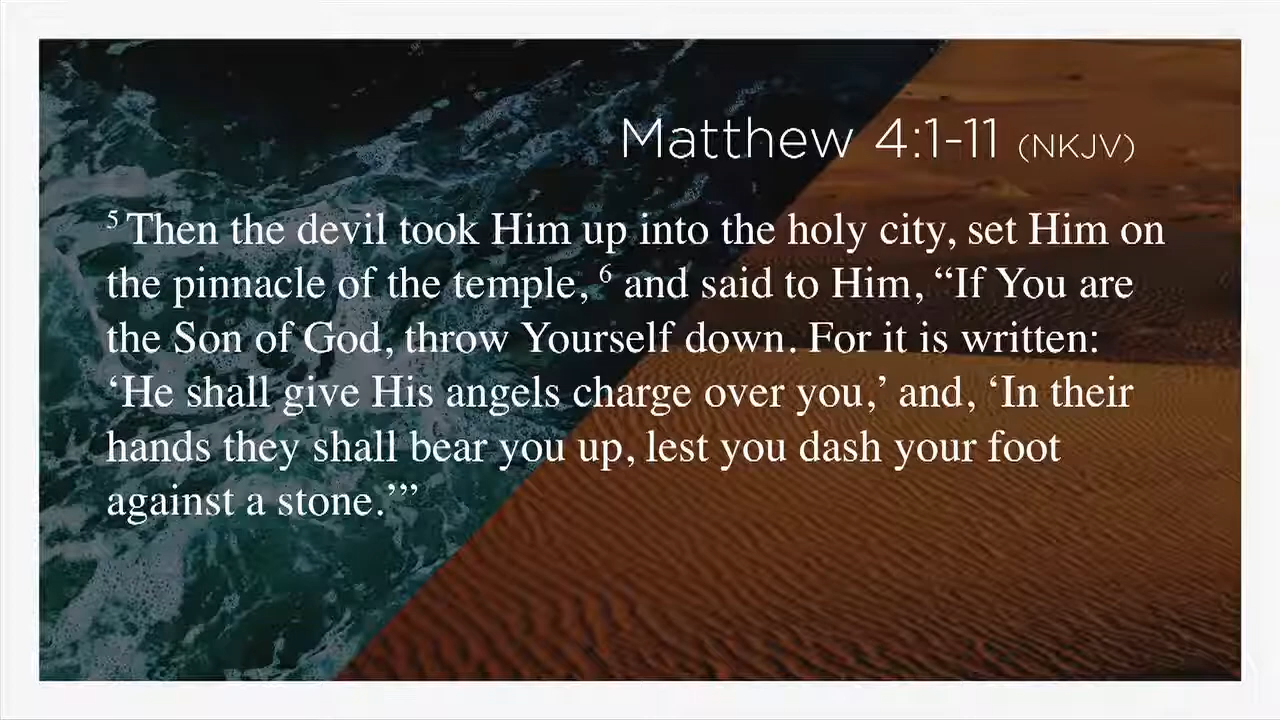 Matthew 4:1-11 (NKJV)
5 Then the devil took Him up into the holy city, set Him on
the pinnacle of the temple, 6 and said to Him, “If You are
the Son of God, throw Yourself down. For it is written:
‘He shall give His angels charge over you,’ and, ‘In their
hands they shall bear you up, lest you dash your foot
against a stone.’”